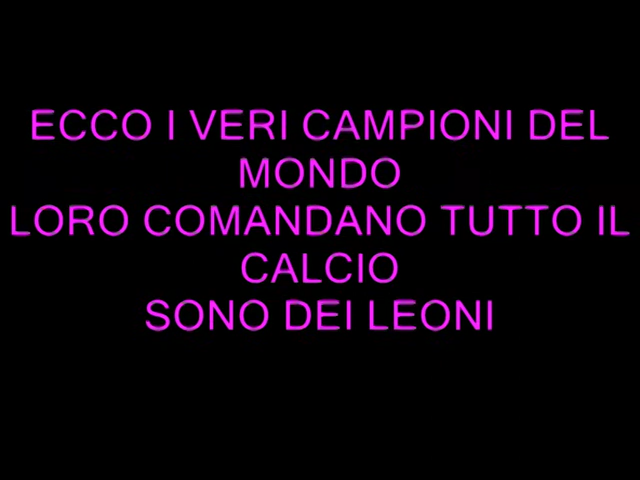 ECCO I VERI CAMPIONI DEL
MONDO
LORO COMANDANO TUTTO IL
CALCIO
SONO DEI LEONI